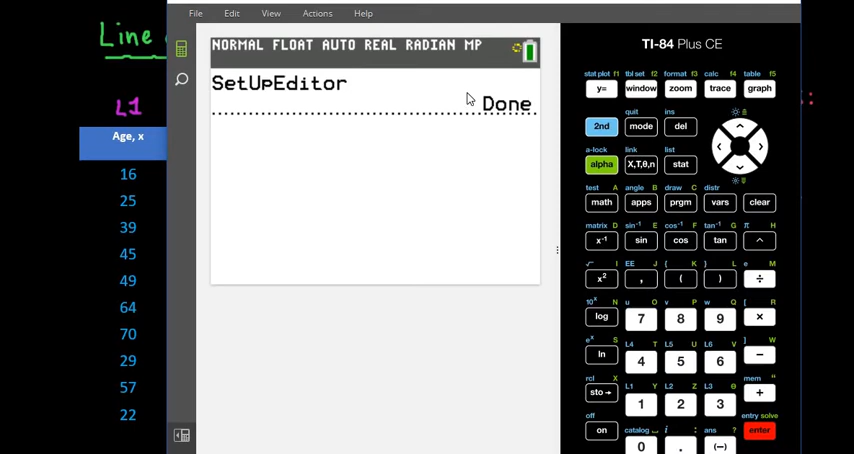 File Edit View Actions Help
Line
L1
Age, x
16
25
39
45
49
64
70
29
57
22
NORMAL FLOAT AUTO REAL RADIAN MP
SetUpEditor
Done
TI-84 Plus CE
stat plot f1 tbl set f2 format f3 calc f4 table f5
y= window zoom trace graph
quit ins
2nd mode del
a-lock link list
alpha X,T,θ,n stat
test A angle B draw C distr
math apps prgm vars clear
matrix D sin⁻¹ E cos⁻¹ F tan⁻¹ G π H
x⁻¹ sin cos tan ^
√ I EE J { K } L e M
x² , ( ) ÷
10ˣ N u O v P w Q [ R
log 7 8 9 ×
eˣ S L4 T L5 U L6 V ] W
ln 4 5 6 −
rcl X L1 Y L2 Z L3 θ mem "
sto→ 1 2 3 +
off catalog i : ans ? entry solve
on 0 . (−) enter